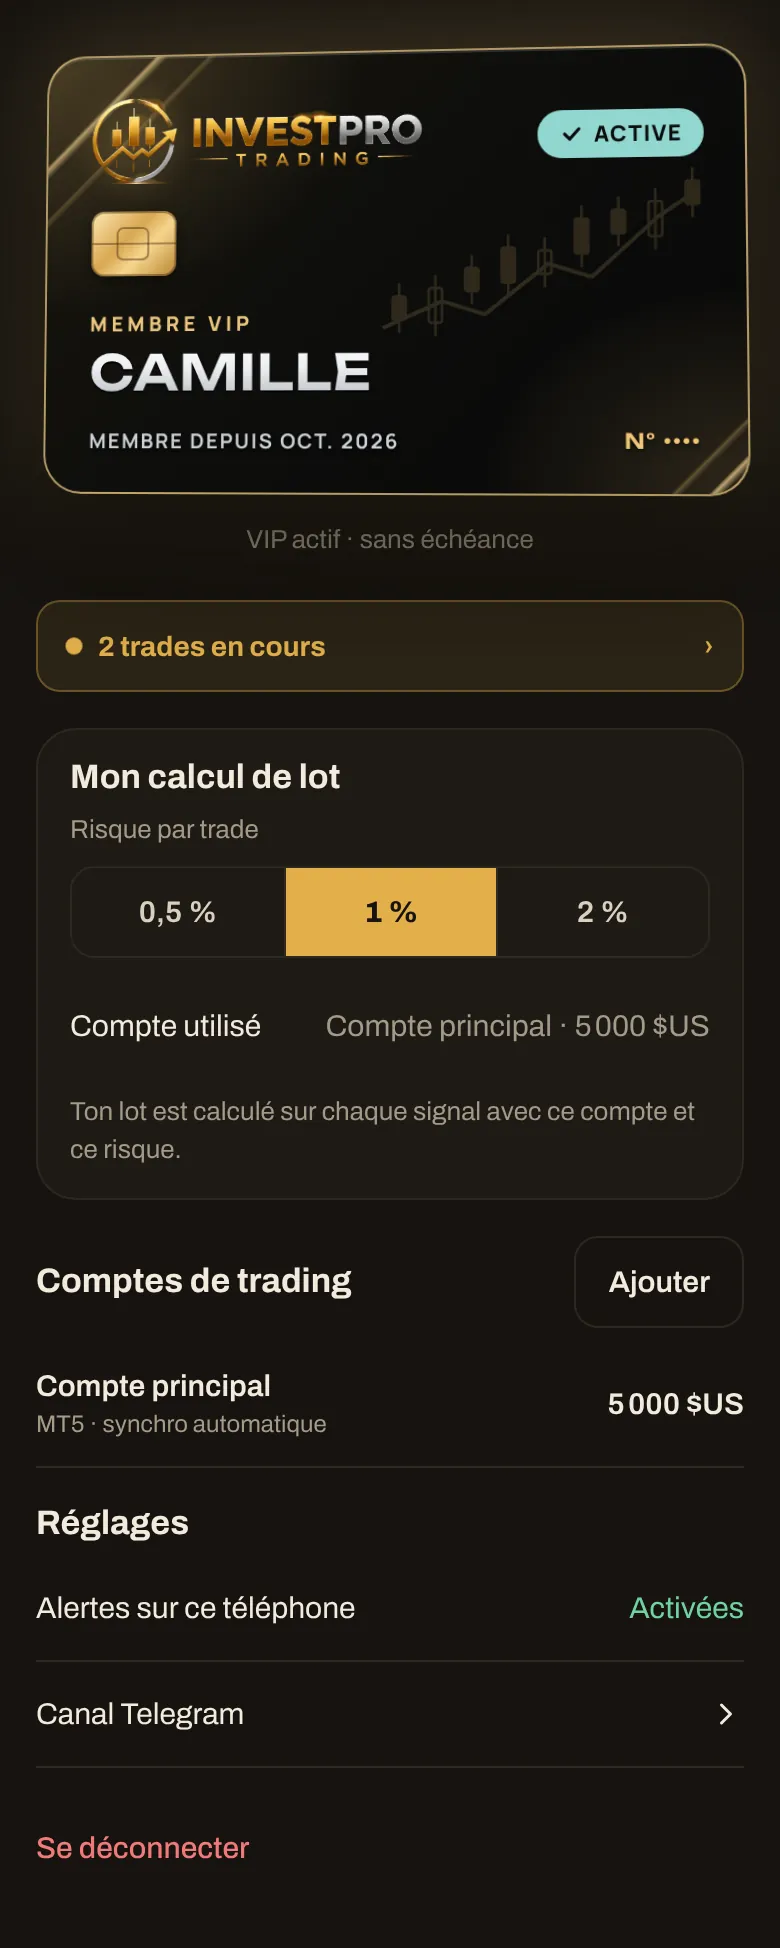 INVESTPRO
TRADING
✓ ACTIVE
MEMBRE VIP
CAMILLE
MEMBRE DEPUIS OCT. 2026
N° ••••
VIP actif · sans échéance
2 trades en cours ›
Mon calcul de lot
Risque par trade
0,5 % 1 % 2 %
Compte utilisé Compte principal · 5 000 $US
Ton lot est calculé sur chaque signal avec ce compte et
ce risque.
Comptes de trading Ajouter
Compte principal
MT5 · synchro automatique
5 000 $US
Réglages
Alertes sur ce téléphone Activées
Canal Telegram
Se déconnecter